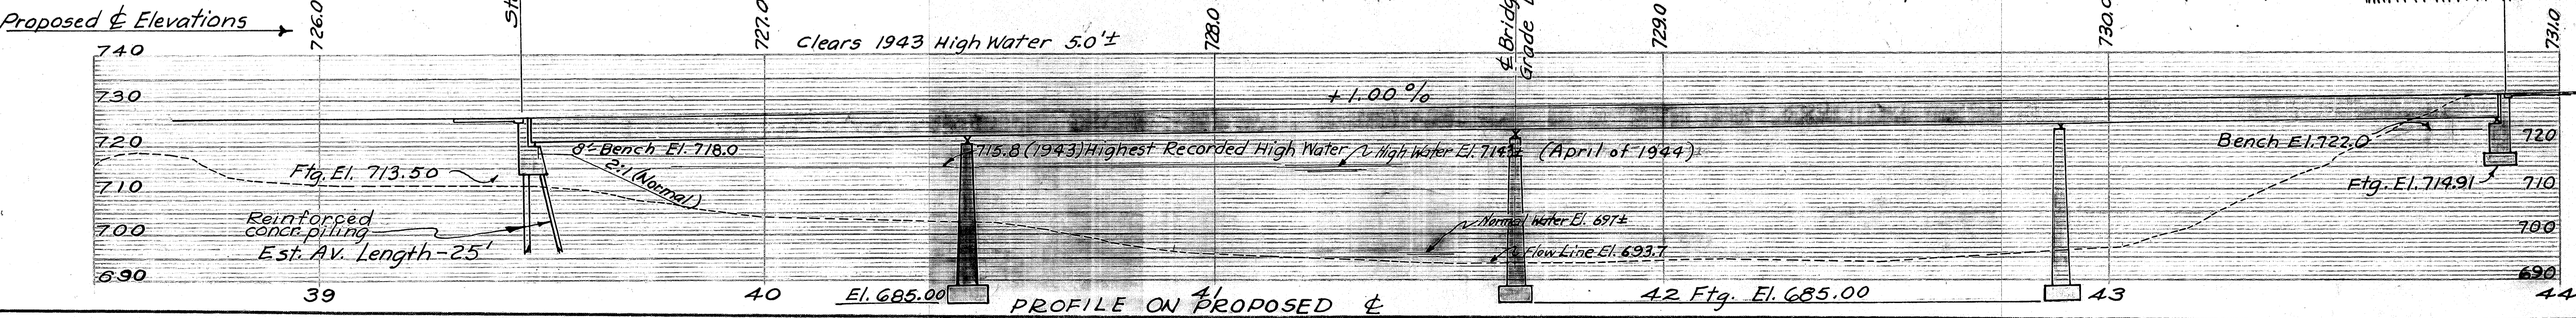 Proposed ℄ Elevations
726.0
St
727.0
728.0
℄ Bridg
Grade
729.0
730.0
731.0
Clears 1943 High Water 5.0'±
740
730
720
710
700
690
+ 1.00 %
8'- Bench El. 718.0
2:1 (Normal)
Ftg. El. 713.50
Reinforced
concr. piling
Est. Av. Length - 25'
715.8 (1943) Highest Recorded High Water
High Water El. 714± (April of 1944)
Normal Water El. 697±
Flow Line El. 693.7
Bench El. 722.0
Ftg. El. 714.91
720
710
700
690
39
40
El. 685.00
41
42
Ftg. El. 685.00
43
44
PROFILE ON PROPOSED ℄